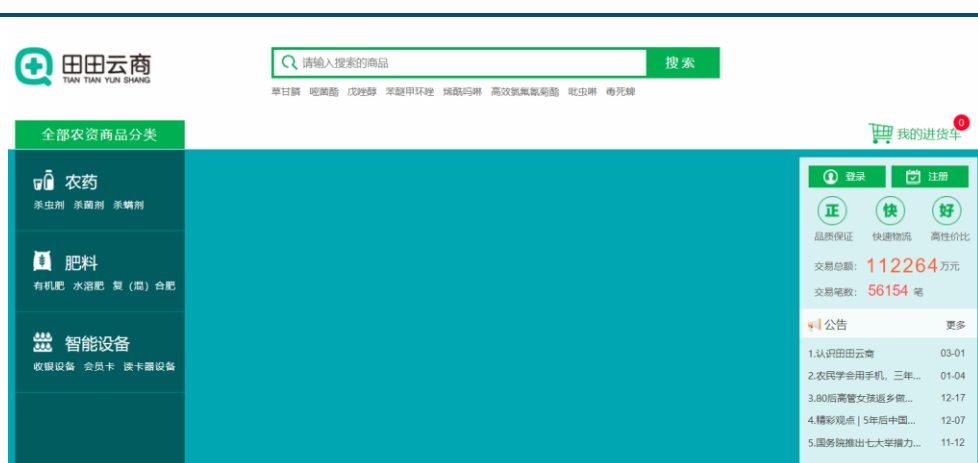 田田云商
TIAN TIAN YUN SHANG
请输入搜索的商品
搜 索
草甘膦 嘧菌酯 戊唑醇 苯醚甲环唑 烯酰吗啉 高效氯氟氰菊酯 吡虫啉 毒死蜱
全部农资商品分类
0
我的进货车
农药
杀虫剂 杀菌剂 杀螨剂
肥料
有机肥 水溶肥 复（混）合肥
智能设备
收银设备 会员卡 读卡器设备
登录 注册
正 快 好
品质保证 快速物流 高性价比
交易总额: 112264 万元
交易笔数: 56154 笔
公告 更多
1.认识田田云商 03-01
2.农民学会用手机，三年... 01-04
3.80后高管女孩返乡做... 12-17
4.精彩观点 | 5年后中国... 12-07
5.国务院推出七大举措力... 11-12